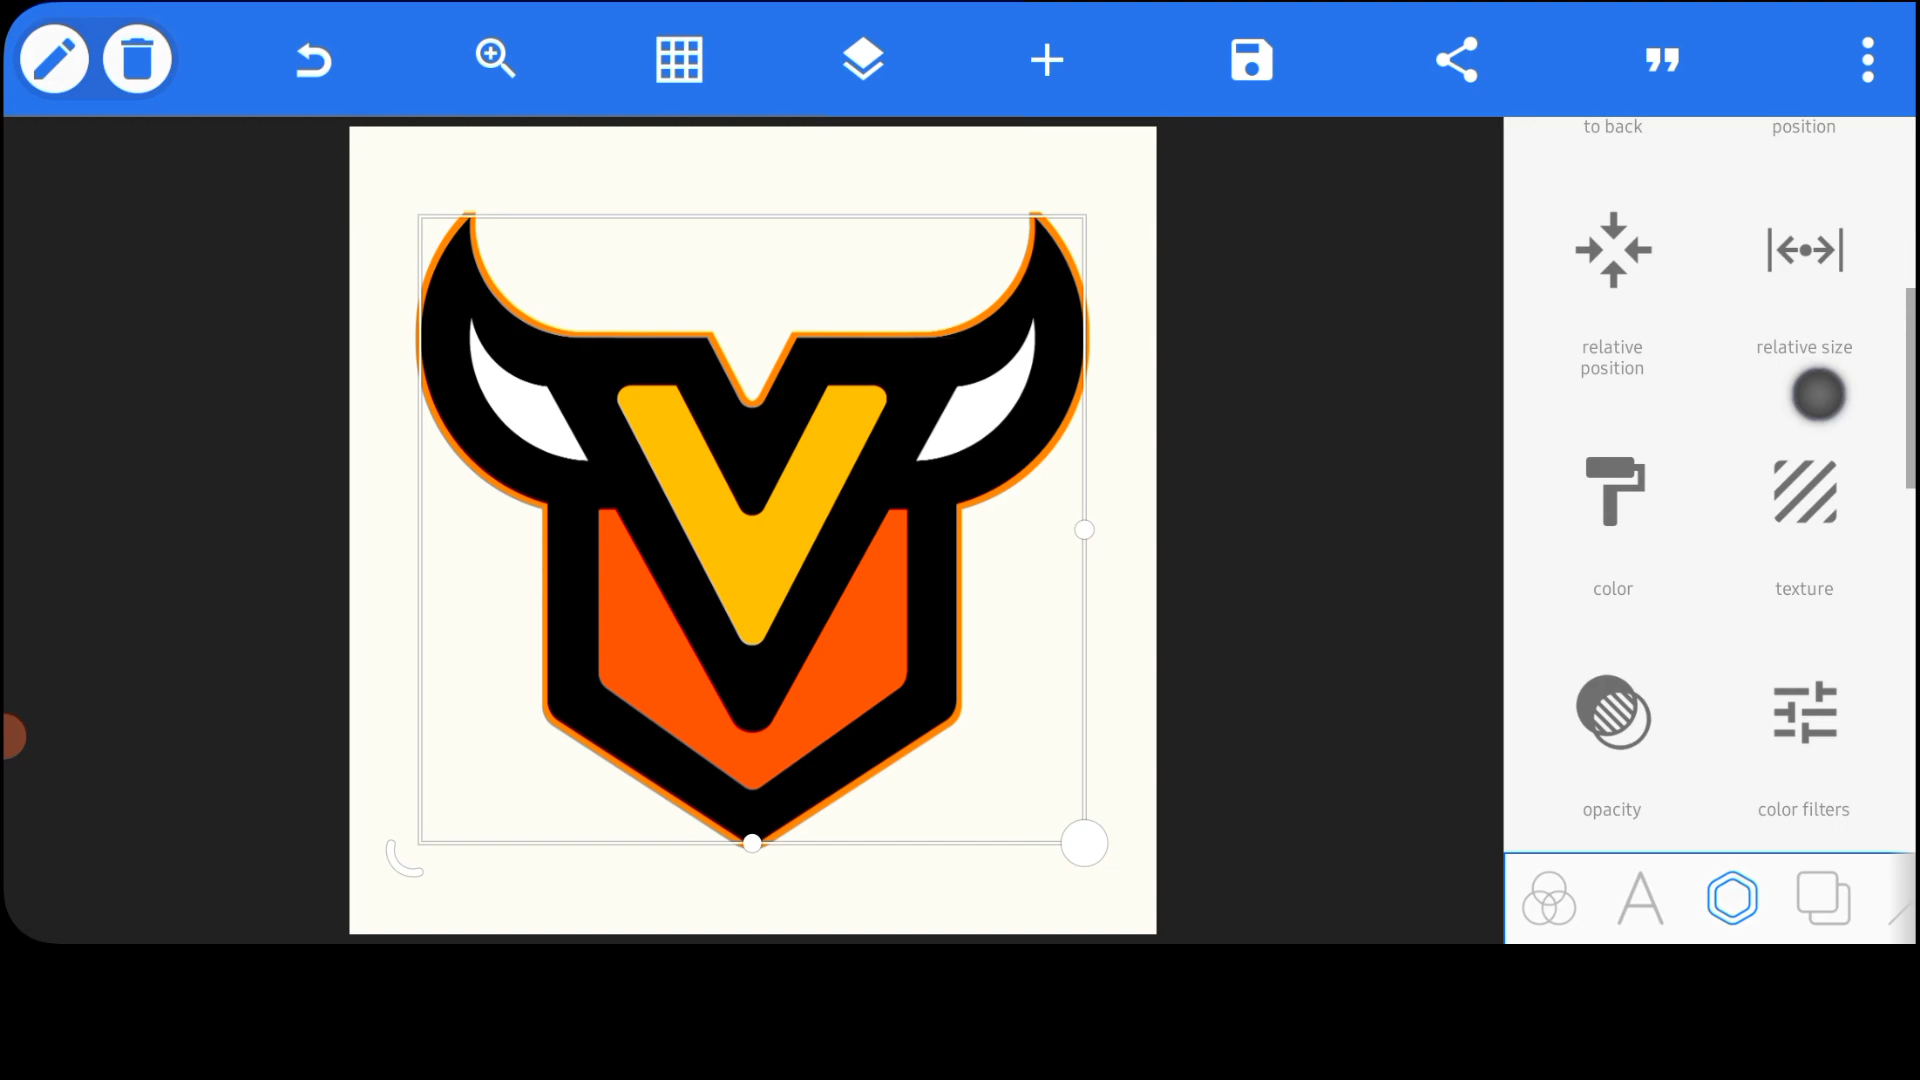 to back position
relative position
relative size
color texture
opacity color filters
V